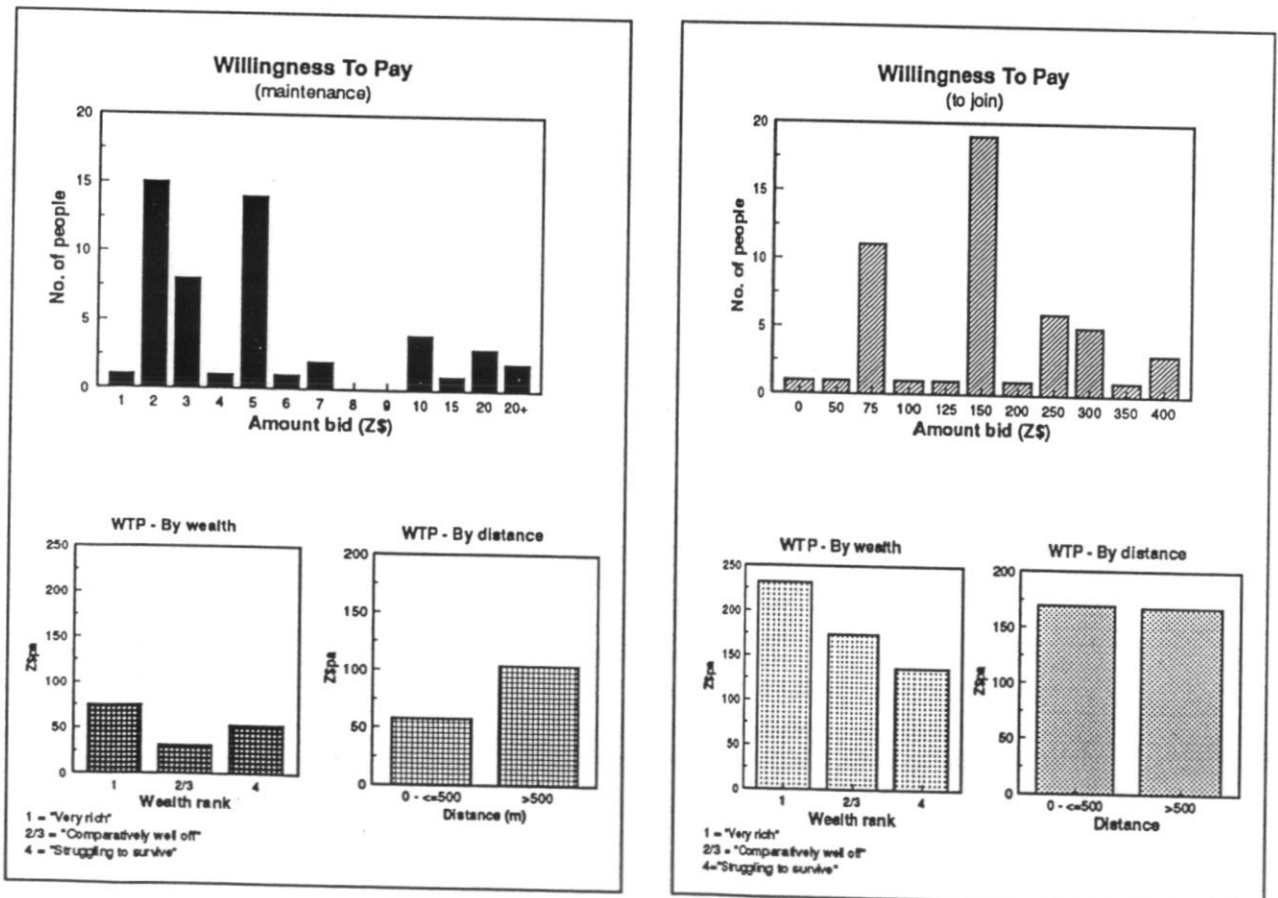 Willingness To Pay
(maintenance)
20
15
10
5
0
No. of people
1 2 3 4 5 6 7 8 9 10 15 20 20+
Amount bid (Z$)
WTP - By wealth
250
200
150
100
50
0
Z$pa
1 2/3 4
Wealth rank
1 = "Very rich"
2/3 = "Comparatively well off"
4 = "Struggling to survive"
WTP - By distance
200
150
100
50
0
Z$pa
0 - <=500 >500
Distance (m)
Willingness To Pay
(to join)
20
15
10
5
0
No. of people
0 50 75 100 125 150 200 250 300 350 400
Amount bid (Z$)
WTP - By wealth
250
200
150
100
50
0
Z$pa
1 2/3 4
Wealth rank
1 = "Very rich"
2/3 = "Comparatively well off"
4="Struggling to survive"
WTP - By distance
200
150
100
50
0
Z$pa
0 - <=500 >500
Distance